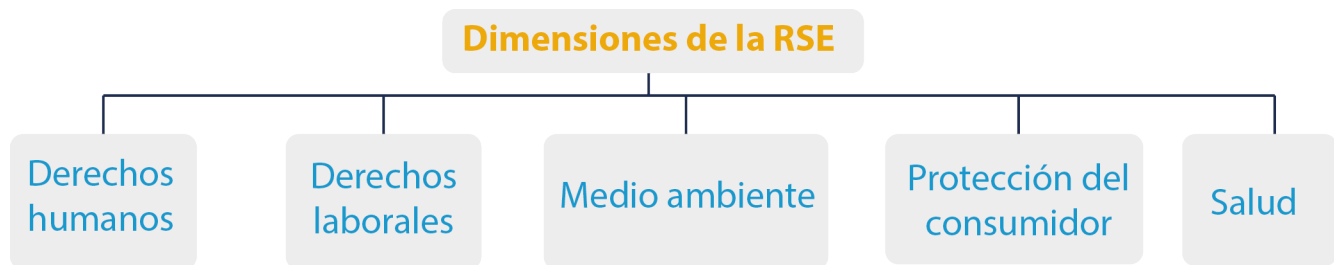 Dimensiones de la RSE
Derechos
humanos
Derechos
laborales
Medio ambiente
Protección del
consumidor
Salud